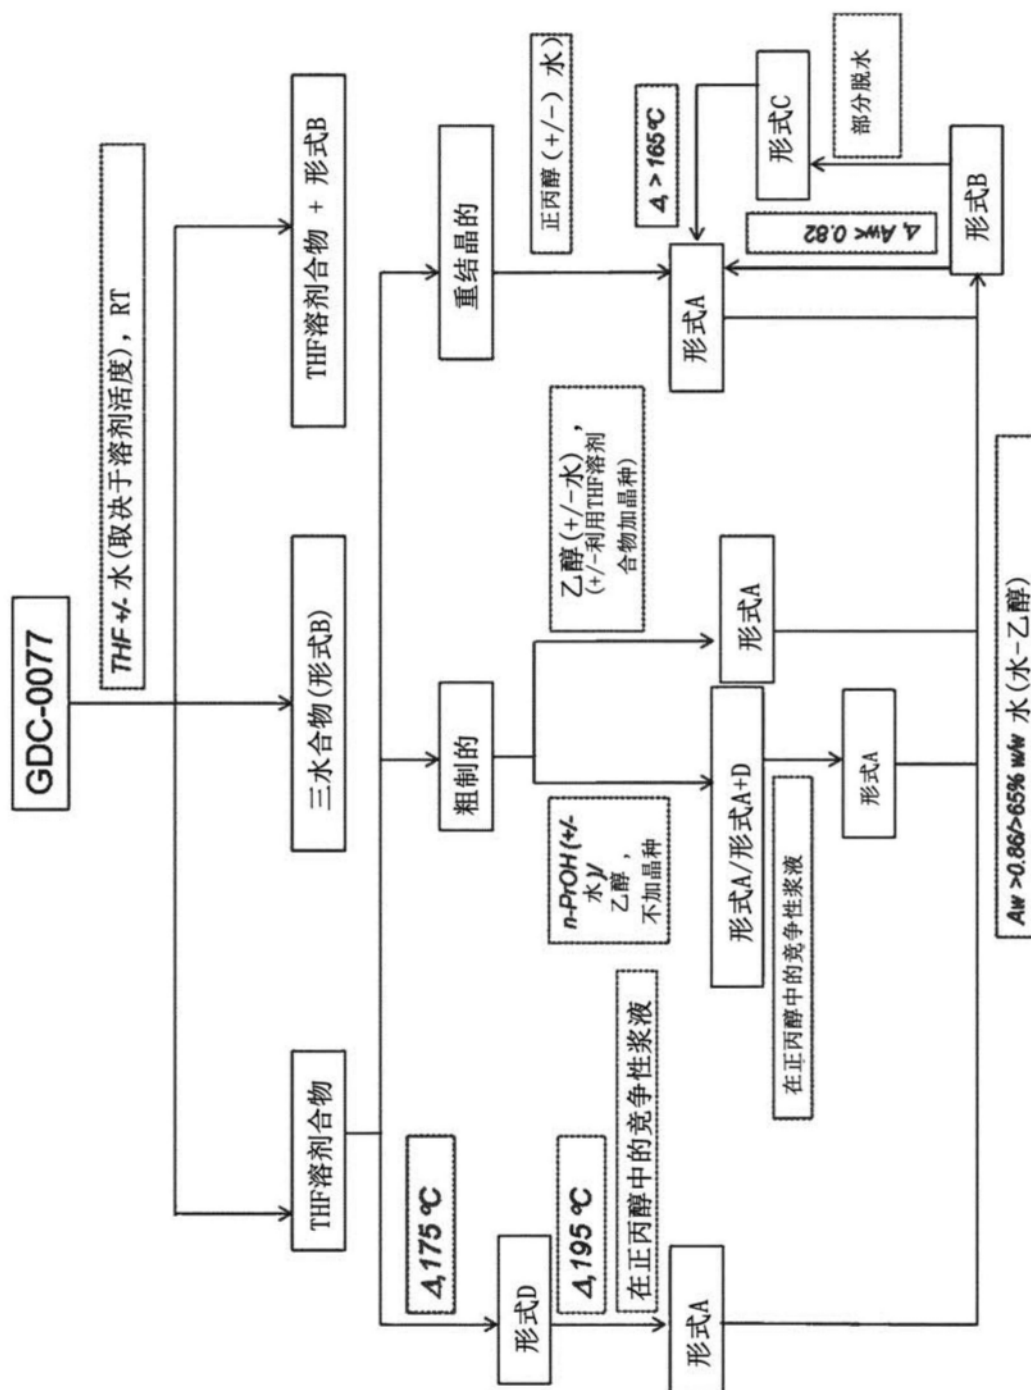 GDC-0077
THF +/- 水(取决于溶剂活度), RT
THF溶剂合物
三水合物(形式B)
THF溶剂合物 + 形式B
Δ,175℃
粗制的
重结晶的
形式D
n-PrOH(+/-
水)/
乙醇,
不加晶种
乙醇(+/-水),
(+/-利用THF溶剂
合物加晶种)
正丙醇(+/-) 水)
Δ,195℃
在正丙醇中的竞争性浆液
形式A/形式A+D
形式A
形式A
Δ, > 165℃
形式C
在正丙醇中的竞争性浆液
Δ, Aw< 0.82
部分脱水
形式A
形式A
形式B
Aw >0.86/>65% w/w 水(水-乙醇)